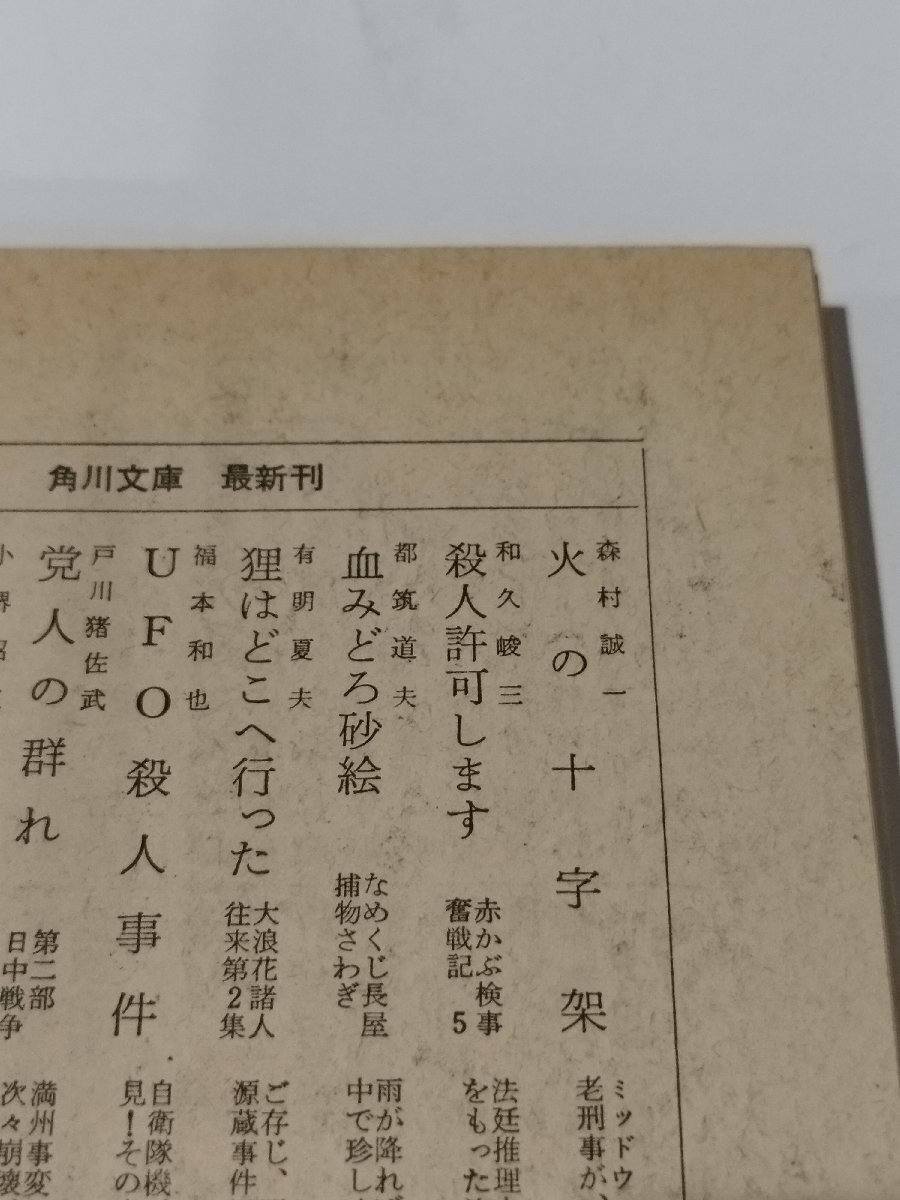 角川文庫 最新刊
森村誠一
火の十字架
ミッドウ
老刑事が、
和久峻三
殺人許可します
赤かぶ検事
奮戦記 5
法廷推理
をもった
都筑道夫
血みどろ砂絵
なめくじ長屋
捕物さわぎ
雨が降れ
中で珍し
有明夏夫
狸はどこへ行った
大浪花諸人
往来第2集
ご存じ、
源蔵事件
福本和也
UFO殺人事件
自衛隊機
見!その
戸川猪佐武
党人の群れ
第二部
日中戦争
満州事変
次々崩壊
小堺昭